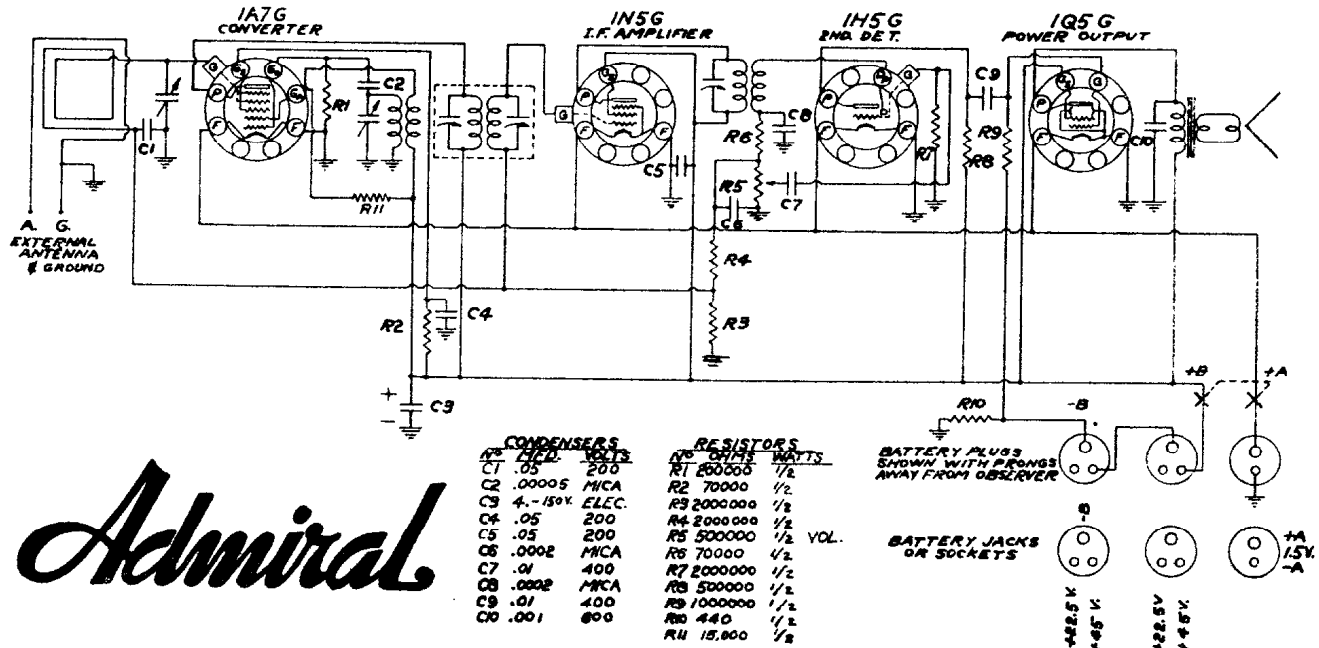 1A7G
CONVERTER
1N5G
I.F. AMPLIFIER
1H5G
2ND. DET.
1Q5G
POWER OUTPUT
G
P
F
F
R1
C2
C1
R11
G
P
F
F
C5
R6
C8
R5
C7
C6
P
F
F
G
R7
C9
R8
R9
G
P
F
F
C10
A. G.
EXTERNAL
ANTENNA
& GROUND
R4
R2
C4
R3
+
-
C3
+B
+A
R10
-B
BATTERY PLUGS
SHOWN WITH PRONGS
AWAY FROM OBSERVER
-B
BATTERY JACKS
OR SOCKETS
+A
1.5V.
-A
+22.5V.
+45V.
+22.5V
+45V.
CONDENSERS
No MFD. VOLTS
C1 .05 200
C2 .00005 MICA
C3 4.-150V. ELEC.
C4 .05 200
C5 .05 200
C6 .0002 MICA
C7 .01 400
C8 .0002 MICA
C9 .01 400
C10 .001 600
RESISTORS
No OHMS WATTS
R1 200000 1/2
R2 70000 1/2
R3 2000000 1/2
R4 2000000 1/2
R5 500000 1/2 VOL.
R6 70000 1/2
R7 2000000 1/2
R8 500000 1/2
R9 1000000 1/2
R10 440 1/2
R11 15,000 1/2
Admiral